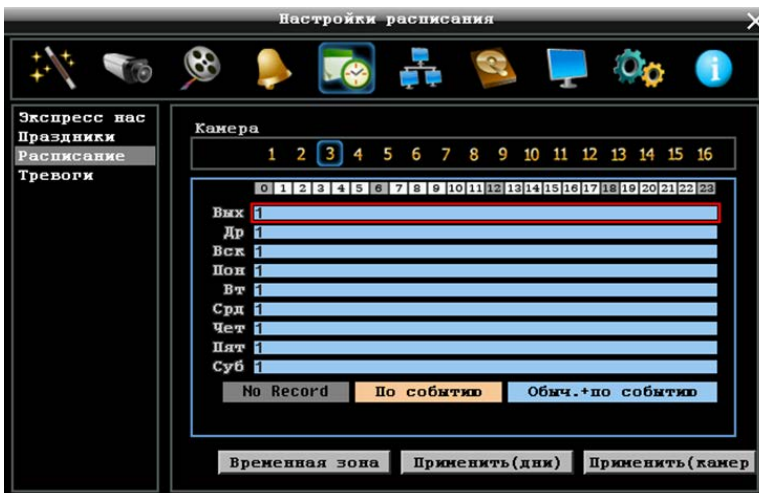 Настройки расписания
Экспресс нас
Праздники
Расписание
Тревоги
Камера
1 2 3 4 5 6 7 8 9 10 11 12 13 14 15 16
0 1 2 3 4 5 6 7 8 9 10 11 12 13 14 15 16 17 18 19 20 21 22 23
Вых 1
Др 1
Вск 1
Пон 1
Вт 1
Срд 1
Чет 1
Пят 1
Суб 1
No Record По событию Обыч.+по событию
Временная зона Применить(дни) Применить(камер